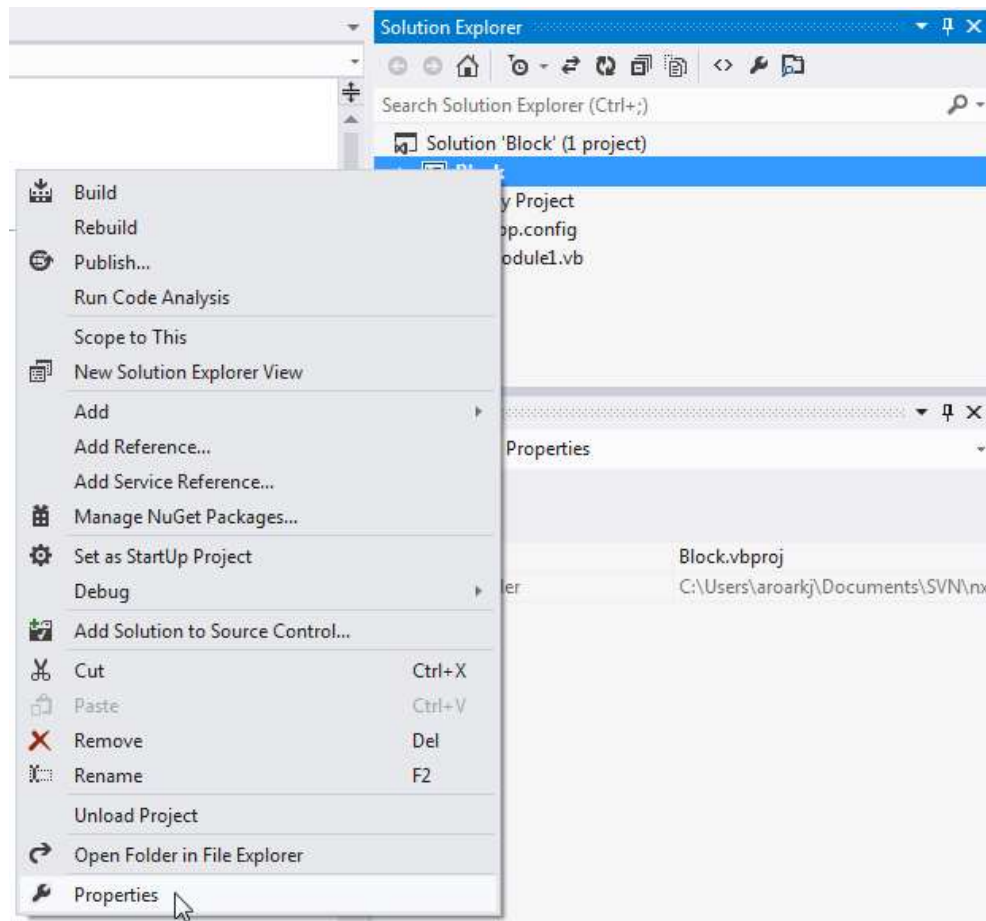 Solution Explorer
Search Solution Explorer (Ctrl+;)
Solution 'Block' (1 project)
Build
Rebuild
Publish...
Run Code Analysis
Scope to This
New Solution Explorer View
Add
Add Reference...
Add Service Reference...
Manage NuGet Packages...
Set as StartUp Project
Debug
Add Solution to Source Control...
Cut Ctrl+X
Paste Ctrl+V
Remove Del
Rename F2
Unload Project
Open Folder in File Explorer
Properties
y Project
pp.config
odule1.vb
Properties
Block.vbproj
ler C:\Users\aroarkj\Documents\SVN\nx